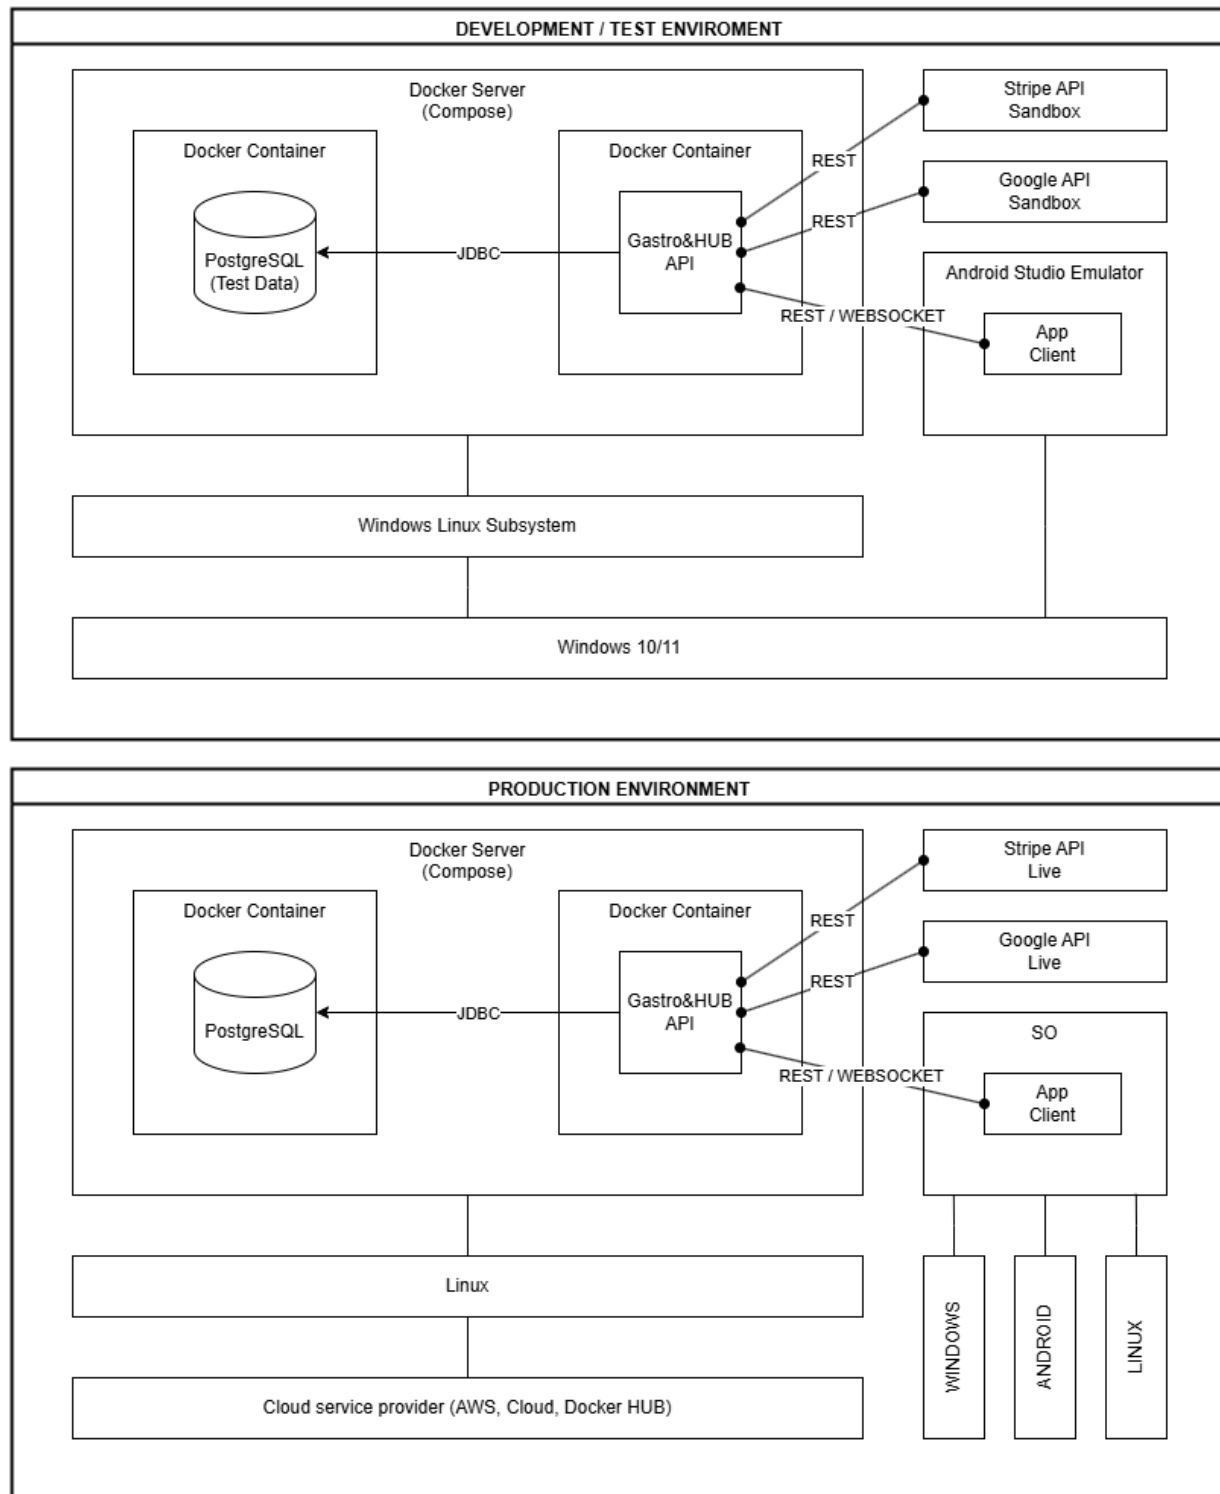 DEVELOPMENT / TEST ENVIROMENT
Docker Server
(Compose)
Docker Container
PostgreSQL
(Test Data)
JDBC
Docker Container
Gastro&HUB
API
REST
REST
REST / WEBSOCKET
Stripe API
Sandbox
Google API
Sandbox
Android Studio Emulator
App
Client
Windows Linux Subsystem
Windows 10/11
PRODUCTION ENVIRONMENT
Docker Server
(Compose)
Docker Container
PostgreSQL
JDBC
Docker Container
Gastro&HUB
API
REST
REST
REST / WEBSOCKET
Stripe API
Live
Google API
Live
SO
App
Client
Linux
Cloud service provider (AWS, Cloud, Docker HUB)
WINDOWS
ANDROID
LINUX